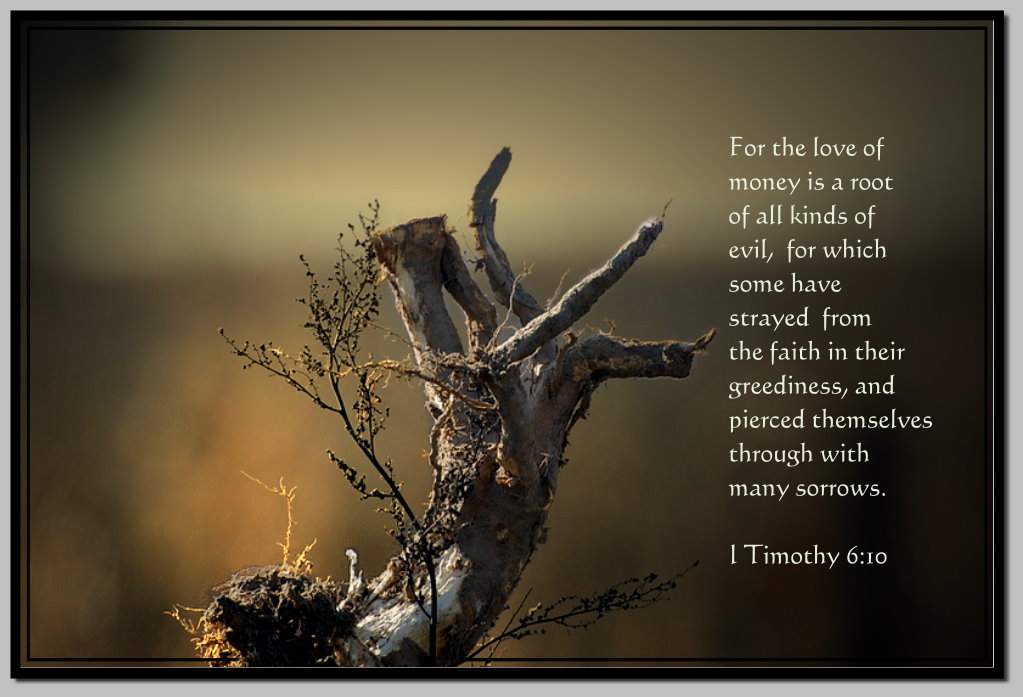 For the love of
money is a root
of all kinds of
evil,  for which
some have
strayed  from
the faith in their
greediness, and
pierced themselves
through with
many sorrows.
I Timothy 6:10